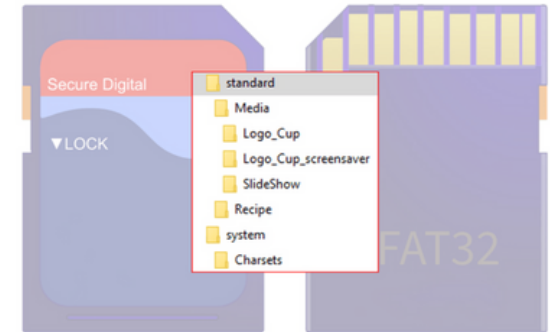 Secure Digital
▼LOCK
standard
Media
Logo_Cup
Logo_Cup_screensaver
SlideShow
Recipe
system
Charsets
FAT32